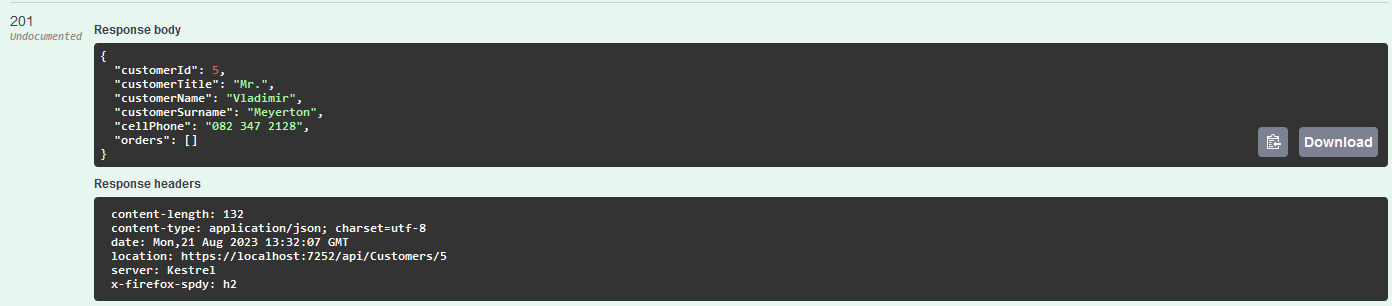 201
Undocumented
Response body
{
  "customerId": 5,
  "customerTitle": "Mr.",
  "customerName": "Vladimir",
  "customerSurname": "Meyerton",
  "cellPhone": "082 347 2128",
  "orders": []
}
Download
Response headers
content-length: 132
content-type: application/json; charset=utf-8
date: Mon,21 Aug 2023 13:32:07 GMT
location: https://localhost:7252/api/Customers/5
server: Kestrel
x-firefox-spdy: h2